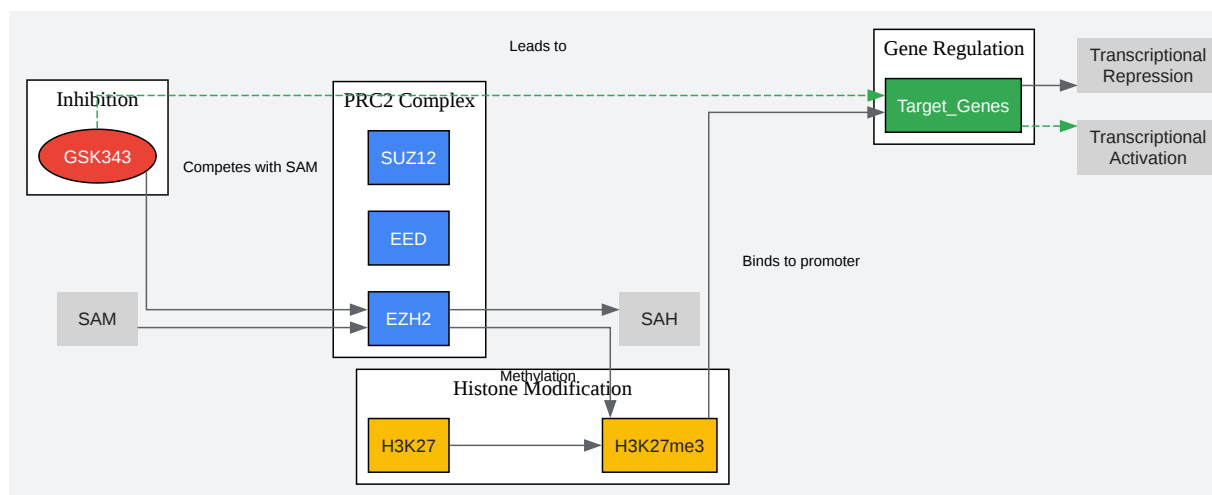 Leads to
Gene Regulation
Transcriptional
Repression
Target_Genes
Transcriptional
Activation
Inhibition
GSK343
Competes with SAM
PRC2 Complex
SUZ12
EED
EZH2
SAM
SAH
Binds to promoter
Methylation
Histone Modification
H3K27
H3K27me3